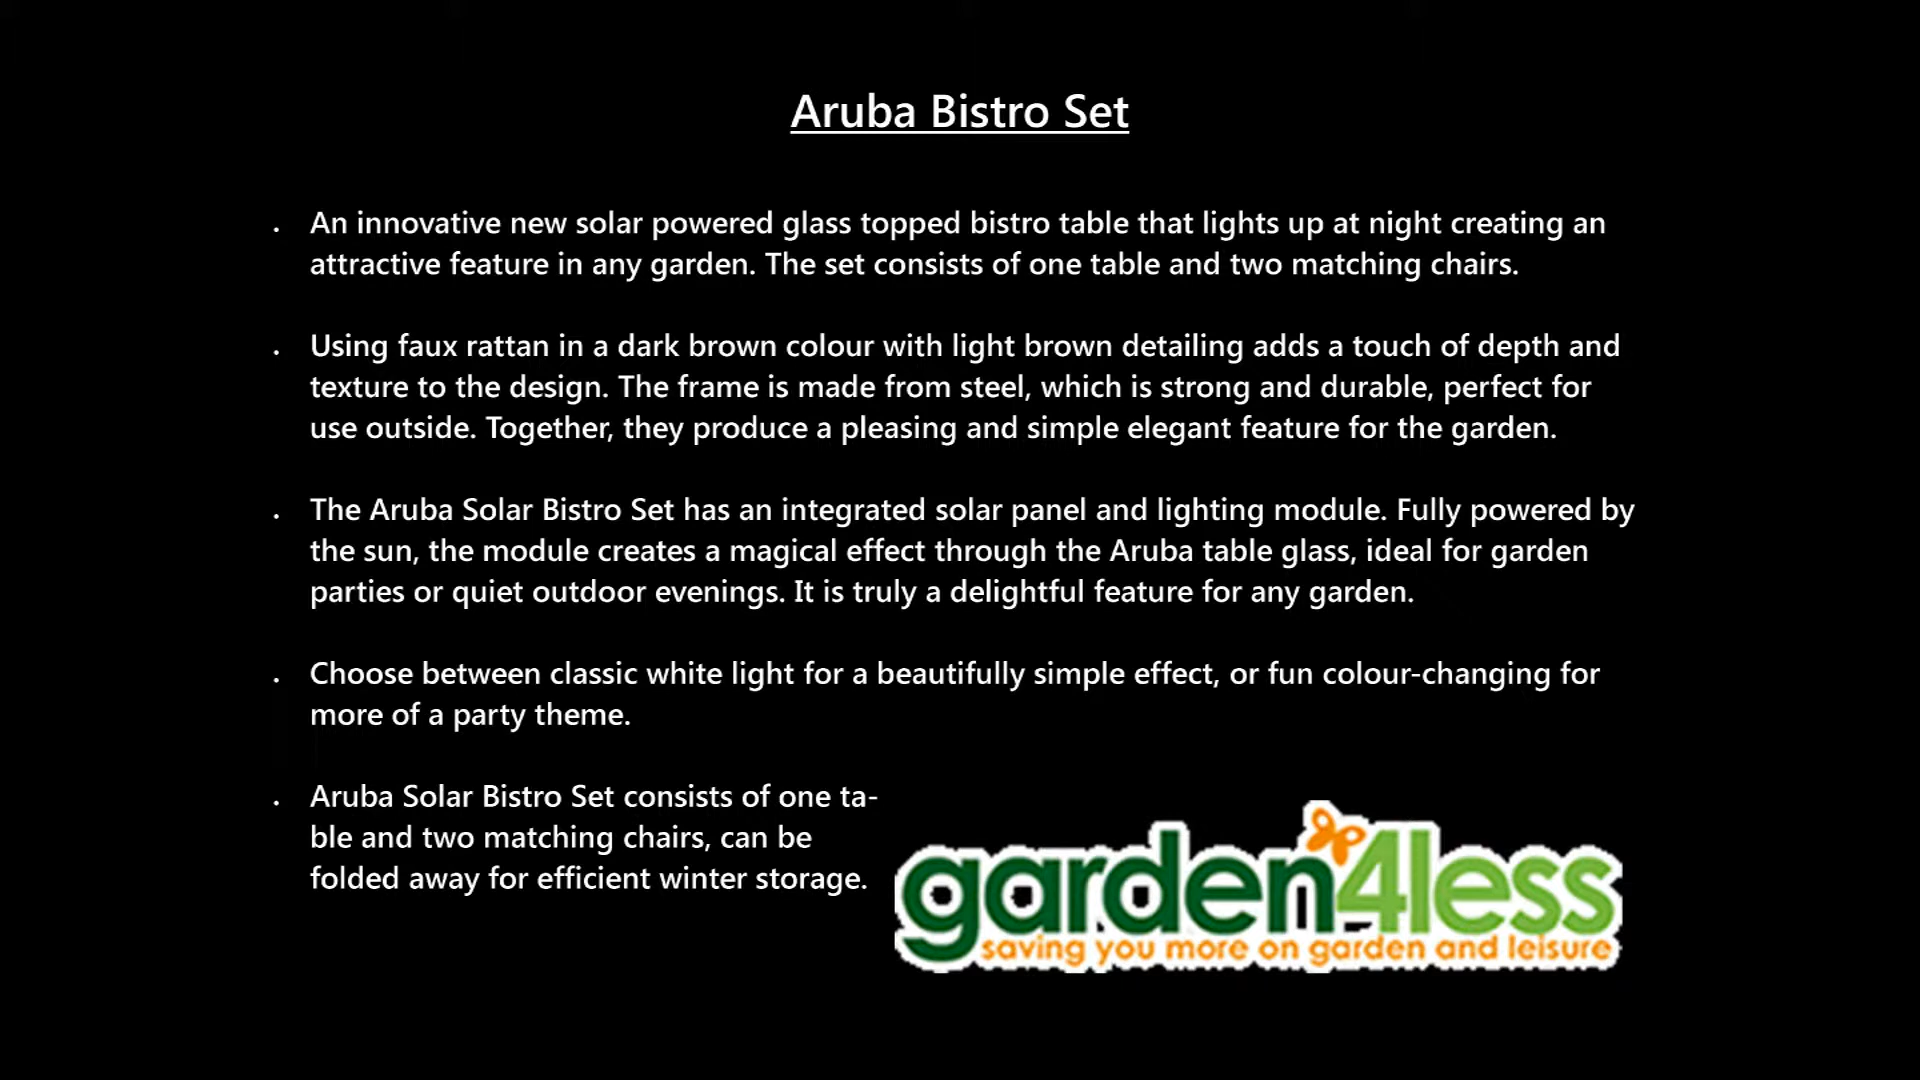 Aruba Bistro Set
• An innovative new solar powered glass topped bistro table that lights up at night creating an
attractive feature in any garden. The set consists of one table and two matching chairs.
• Using faux rattan in a dark brown colour with light brown detailing adds a touch of depth and
texture to the design. The frame is made from steel, which is strong and durable, perfect for
use outside. Together, they produce a pleasing and simple elegant feature for the garden.
• The Aruba Solar Bistro Set has an integrated solar panel and lighting module. Fully powered by
the sun, the module creates a magical effect through the Aruba table glass, ideal for garden
parties or quiet outdoor evenings. It is truly a delightful feature for any garden.
• Choose between classic white light for a beautifully simple effect, or fun colour-changing for
more of a party theme.
• Aruba Solar Bistro Set consists of one ta-
ble and two matching chairs, can be
folded away for efficient winter storage.
garden4less
saving you more on garden and leisure